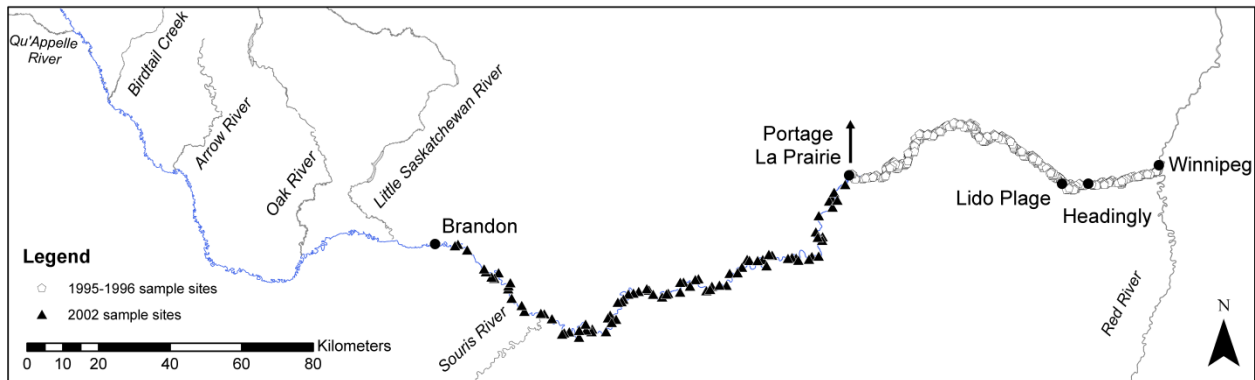 Qu'Appelle
River
Birdtail Creek
Arrow River
Oak River
Little Saskatchewan River
Brandon
Portage
La Prairie
Winnipeg
Lido Plage
Headingly
Souris River
Red River
N
Legend
1995-1996 sample sites
2002 sample sites
Kilometers
0 10 20 40 60 80